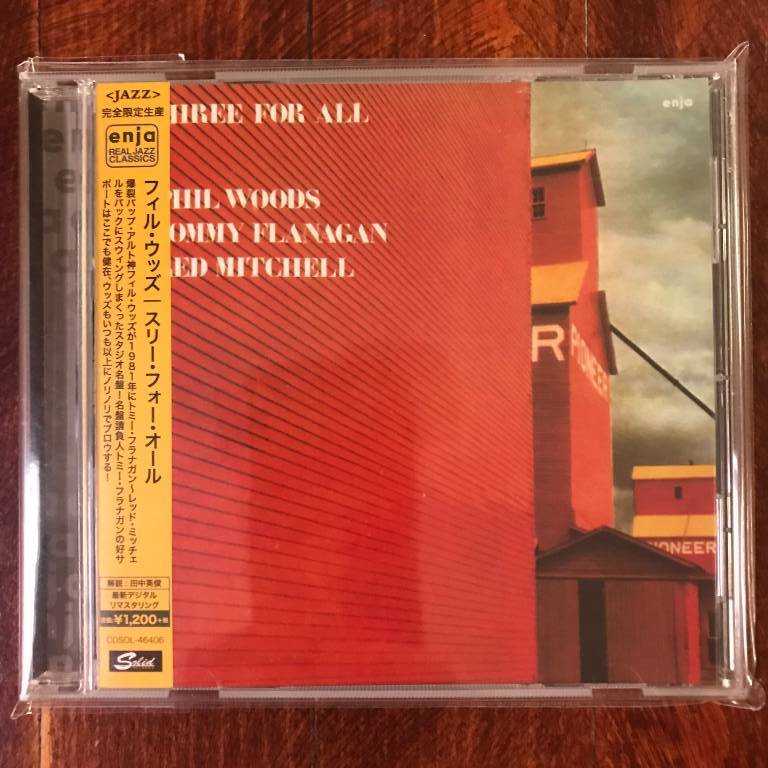 <JAZZ>
完全限定生産
enja
REAL JAZZ
CLASSICS
フィル・ウッズ｜スリー・フォー・オール
爆裂バップ・アルト神フィル・ウッズが1981年にトミー・フラナガン〜レッド・ミッチェ
ルをバックにスウィングしまくったスタジオ名盤！名盤請負人トミー・フラナガンの好サ
ポートはここでも健在、ウッズもいつも以上にノリノリでブロウする！
解説：田中英俊
最新デジタル
リマスタリング
定価:¥1,200+税
CDSOL-46406
Solid
HREE FOR ALL
PHIL WOODS
OMMY FLANAGAN
RED MITCHELL
enja
R PIONEER
PIONEER